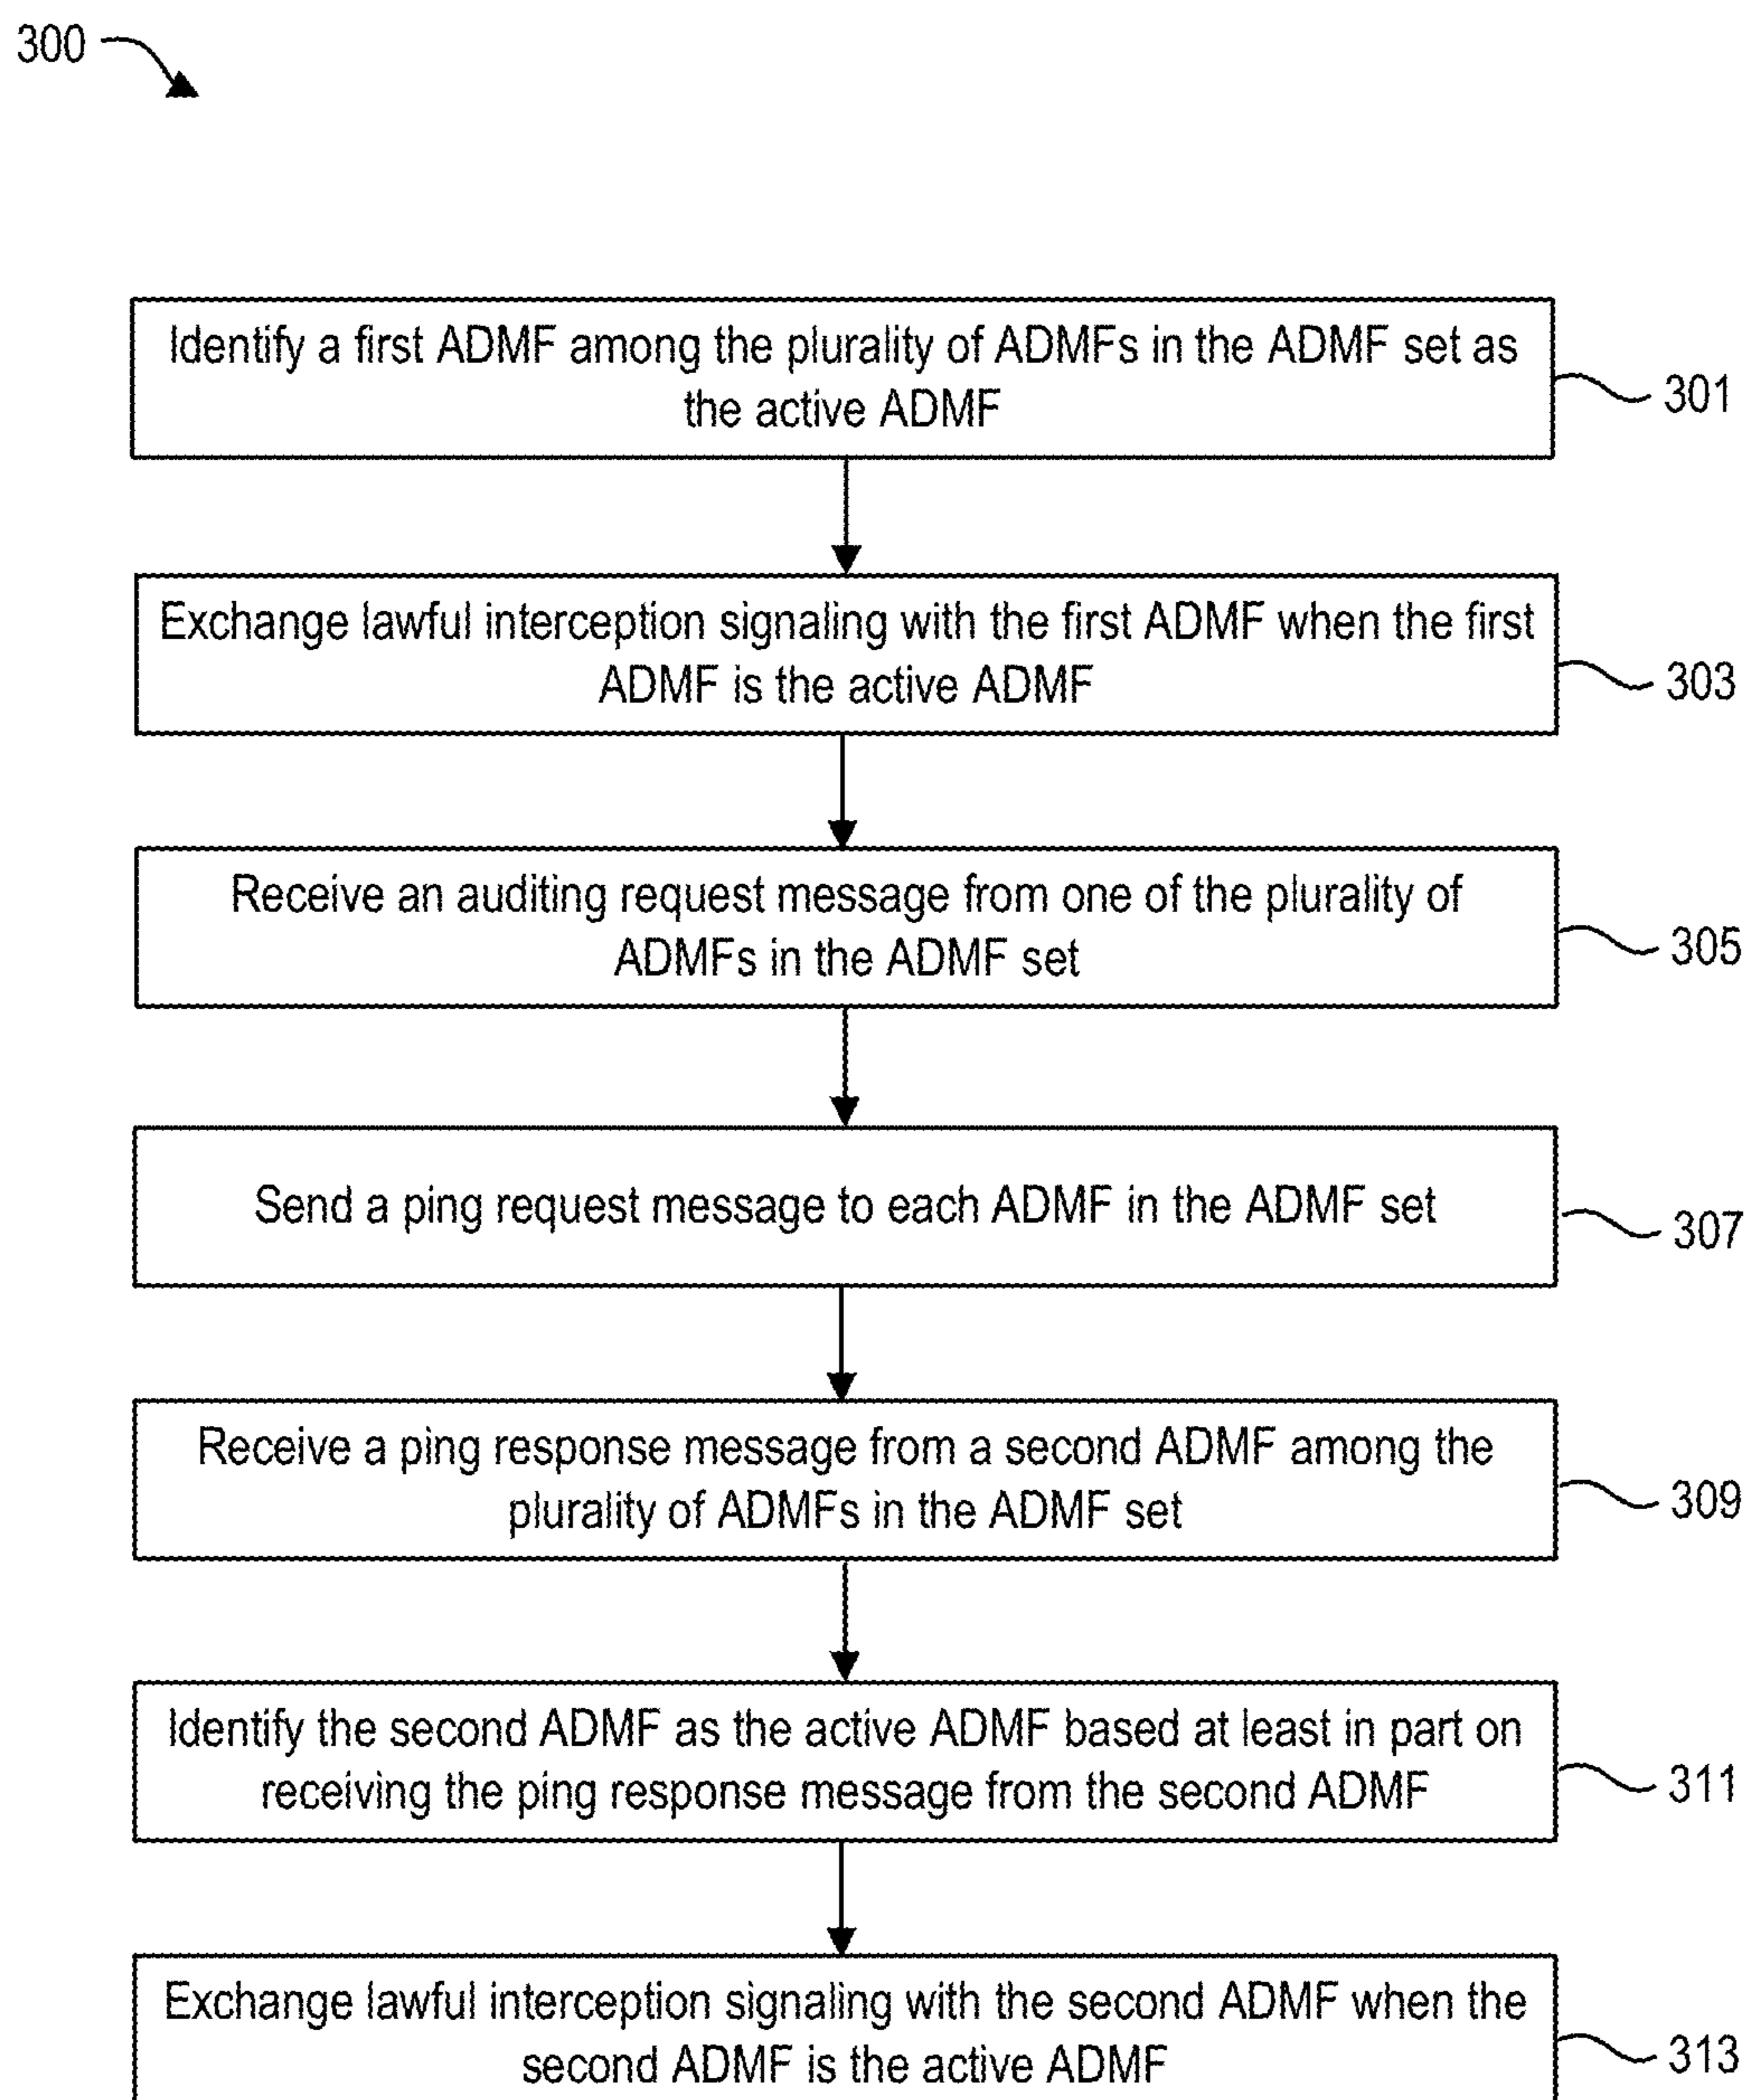 300
Identify a first ADMF among the plurality of ADMFs in the ADMF set as
the active ADMF
301
Exchange lawful interception signaling with the first ADMF when the first
ADMF is the active ADMF
303
Receive an auditing request message from one of the plurality of
ADMFs in the ADMF set
305
Send a ping request message to each ADMF in the ADMF set
307
Receive a ping response message from a second ADMF among the
plurality of ADMFs in the ADMF set
309
Identify the second ADMF as the active ADMF based at least in part on
receiving the ping response message from the second ADMF
311
Exchange lawful interception signaling with the second ADMF when the
second ADMF is the active ADMF
313